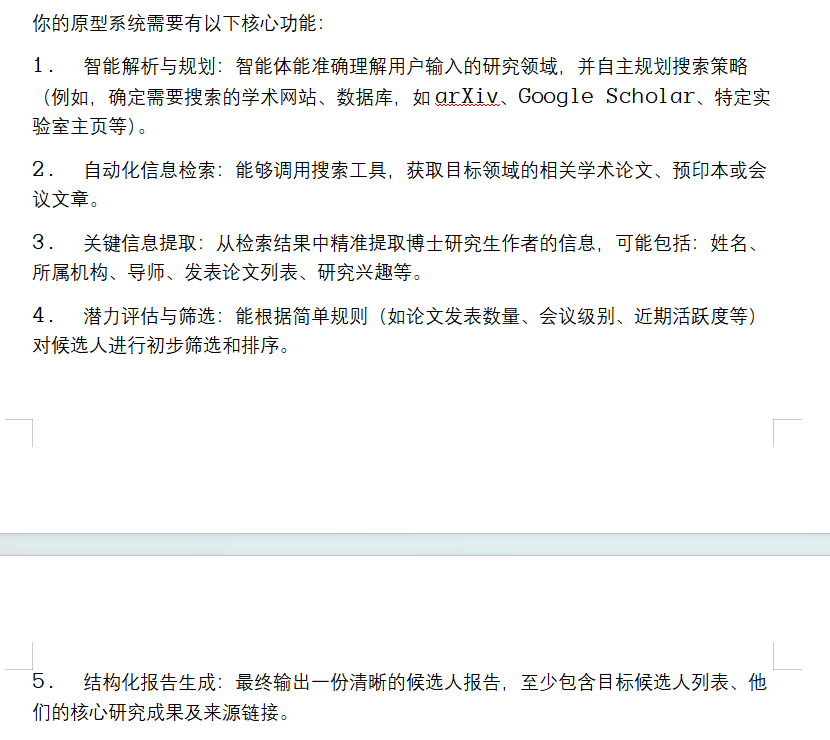 你的原型系统需要有以下核心功能：
1. 智能解析与规划：智能体能准确理解用户输入的研究领域，并自主规划搜索策略
（例如，确定需要搜索的学术网站、数据库，如 arXiv、Google Scholar、特定实
验室主页等）。
2. 自动化信息检索：能够调用搜索工具，获取目标领域的相关学术论文、预印本或会
议文章。
3. 关键信息提取：从检索结果中精准提取博士研究生作者的信息，可能包括：姓名、
所属机构、导师、发表论文列表、研究兴趣等。
4. 潜力评估与筛选：能根据简单规则（如论文发表数量、会议级别、近期活跃度等）
对候选人进行初步筛选和排序。
5. 结构化报告生成：最终输出一份清晰的候选人报告，至少包含目标候选人列表、他
们的核心研究成果及来源链接。